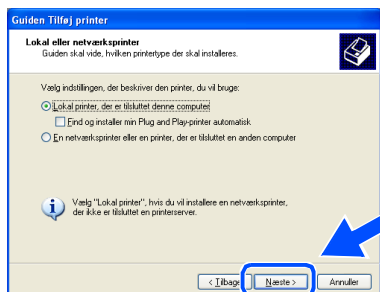 Guiden Tilføj printer
Lokal eller netværksprinter
Guiden skal vide, hvilken printertype der skal installeres.
Vælg indstillingen, der beskriver den printer, du vil bruge:
Lokal printer, der er tilsluttet denne computer
Find og installer min Plug and Play-printer automatisk
En netværksprinter eller en printer, der er tilsluttet en anden computer
Vælg "Lokal printer", hvis du vil installere en netværksprinter,
der ikke er tilsluttet en printerserver.
< Tilbage Næste > Annuller